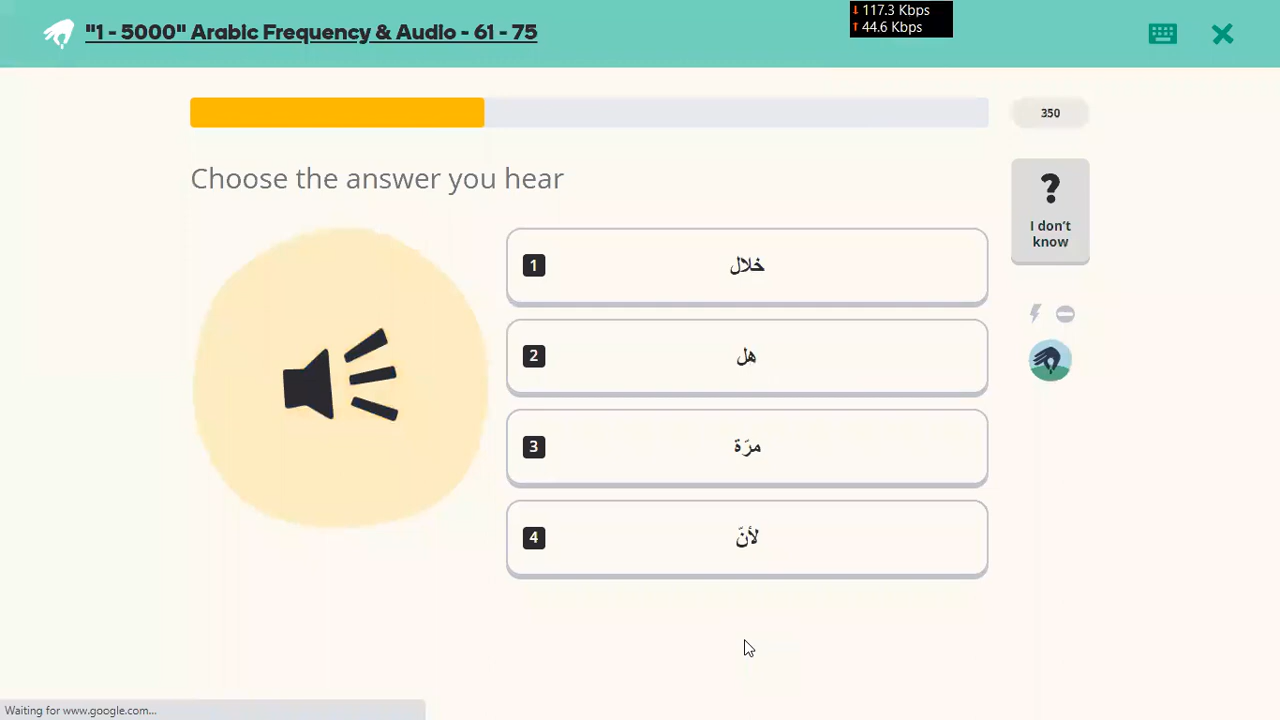 "1 - 5000" Arabic Frequency & Audio - 61 - 75
↓ 117.3 Kbps
↑ 44.6 Kbps
350
Choose the answer you hear
?
I don't
know
1 خلال
2 هل
3 مرّة
4 لأنّ
Waiting for www.google.com...